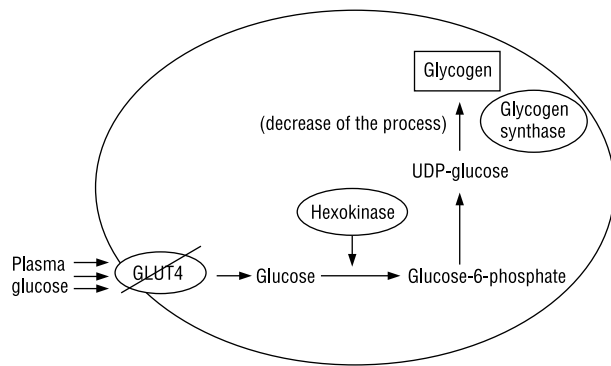 Glycogen
Glycogen
synthase
(decrease of the process)
UDP-glucose
Hexokinase
Plasma
glucose
GLUT4
Glucose
Glucose-6-phosphate